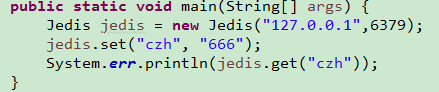 public static void main(String[] args) {
    Jedis jedis = new Jedis("127.0.0.1",6379);
    jedis.set("czh", "666");
    System.err.println(jedis.get("czh"));
}